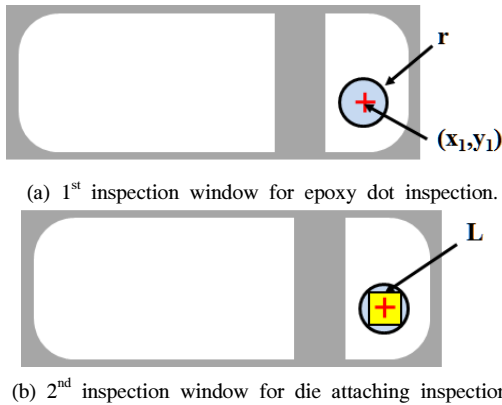 r
(x₁,y₁)
(a) 1ˢᵗ inspection window for epoxy dot inspection.
L
(b) 2ⁿᵈ inspection window for die attaching inspection